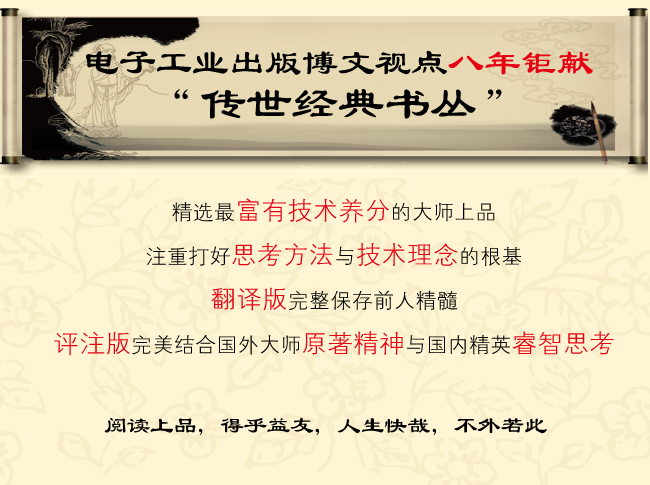 电子工业出版博文视点八年钜献
“传世经典书丛”
精选最富有技术养分的大师上品
注重打好思考方法与技术理念的根基
翻译版完整保存前人精髓
评注版完美结合国外大师原著精神与国内精英睿智思考
阅读上品，得乎益友，人生快哉，不外若此